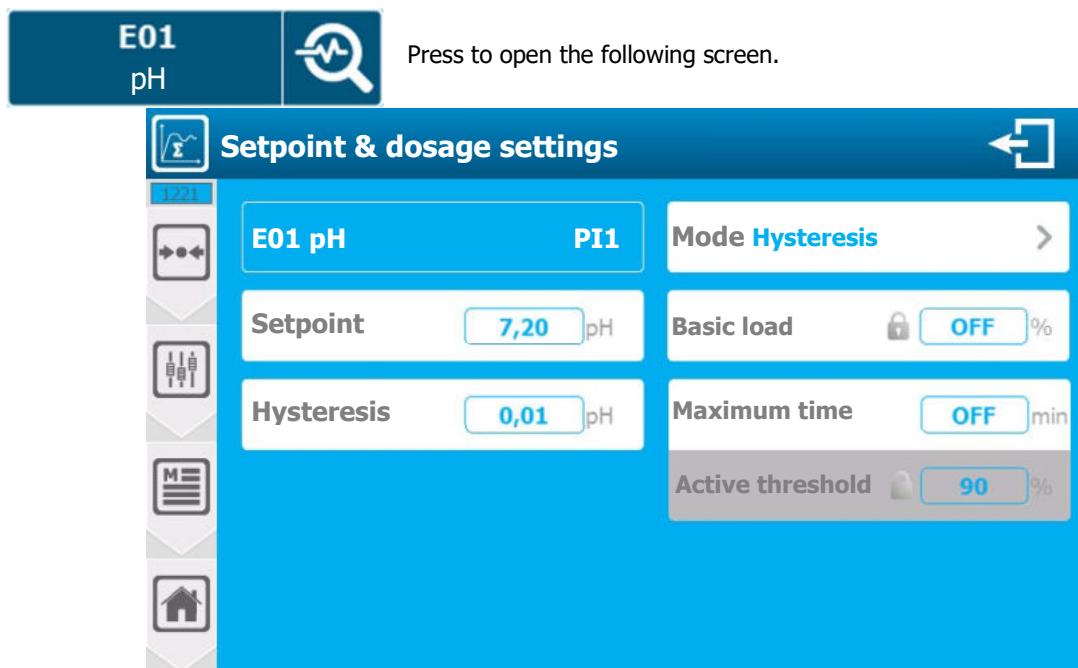 E01
pH
Press to open the following screen.
Σ
Setpoint & dosage settings
1221
E01 pH PI1
Mode Hysteresis
Setpoint 7,20 pH
Basic load OFF %
Hysteresis 0,01 pH
Maximum time OFF min
M
Active threshold 90 %